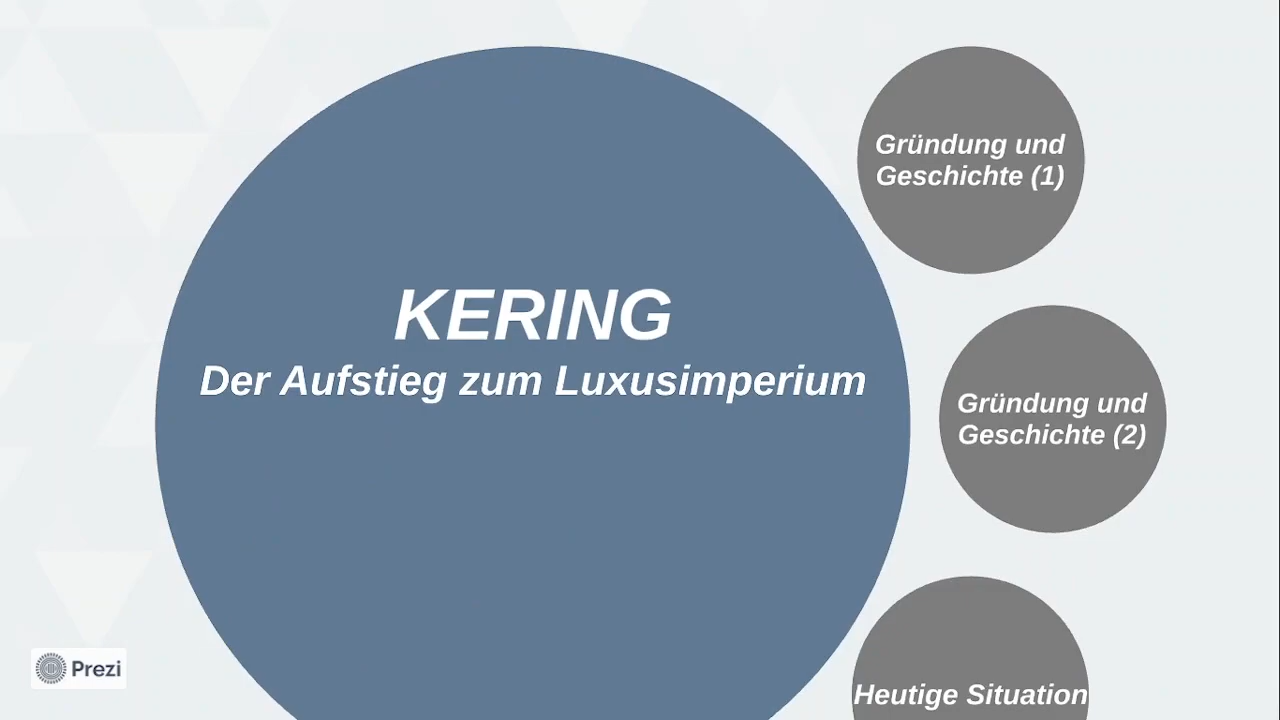 KERING
Der Aufstieg zum Luxusimperium
Gründung und
Geschichte (1)
Gründung und
Geschichte (2)
Heutige Situation
Prezi